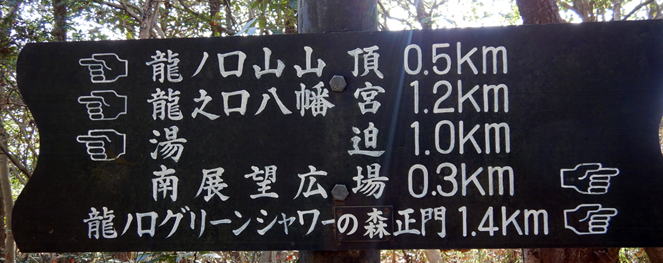 龍ノ口山山頂 0.5km
龍之口八幡宮 1.2km
湯迫 1.0km
南展望広場 0.3km
龍ノ口グリーンシャワーの森正門 1.4km